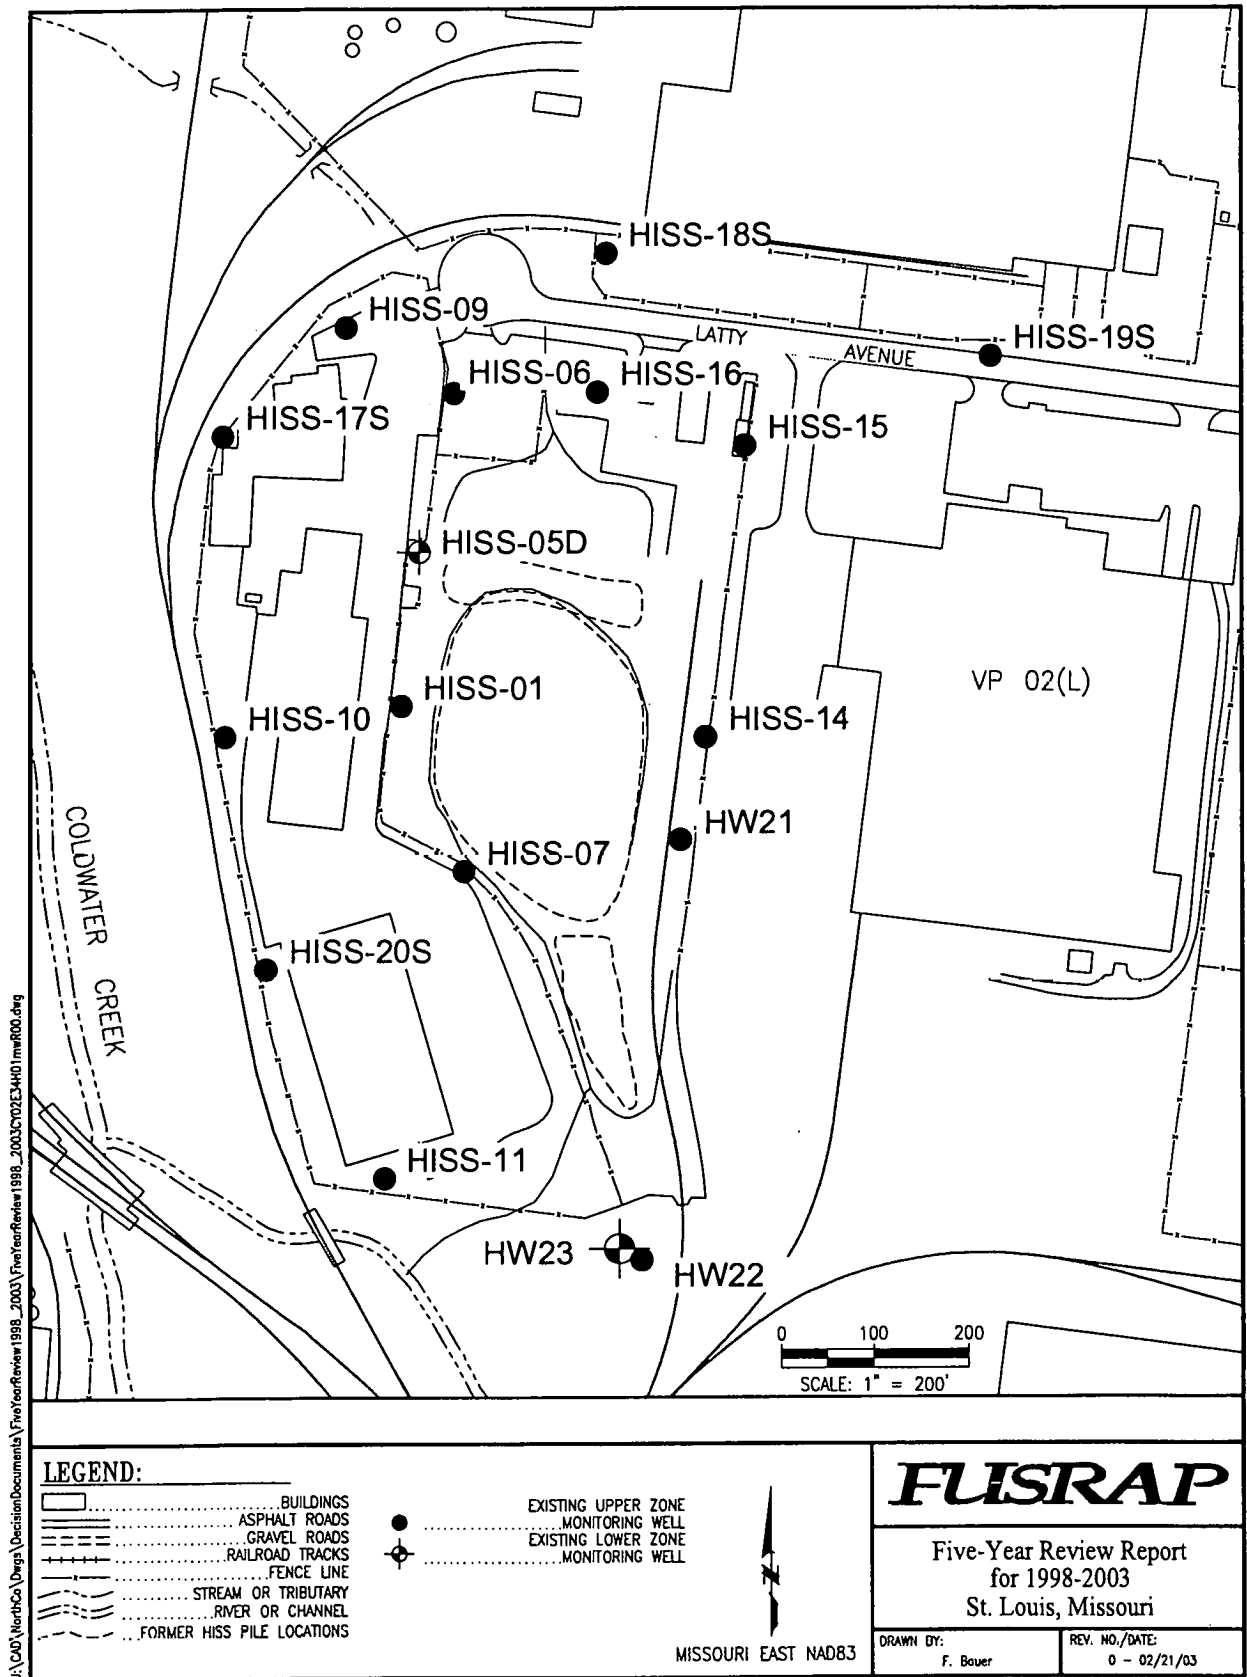 HISS-18S
HISS-09
LATTY
AVENUE
HISS-19S
HISS-06
HISS-16
HISS-17S
HISS-15
HISS-05D
VP 02(L)
HISS-01
HISS-10
HISS-14
COLDWATER CREEK
HW21
HISS-07
HISS-20S
HISS-11
HW23
HW22
0 100 200
SCALE: 1" = 200'
LEGEND:
BUILDINGS
ASPHALT ROADS
GRAVEL ROADS
RAILROAD TRACKS
FENCE LINE
STREAM OR TRIBUTARY
RIVER OR CHANNEL
FORMER HISS PILE LOCATIONS
EXISTING UPPER ZONE
MONITORING WELL
EXISTING LOWER ZONE
MONITORING WELL
N
MISSOURI EAST NAD83
FUSRAP
Five-Year Review Report
for 1998-2003
St. Louis, Missouri
DRAWN BY:
F. Bauer
REV. NO./DATE:
0 - 02/21/03